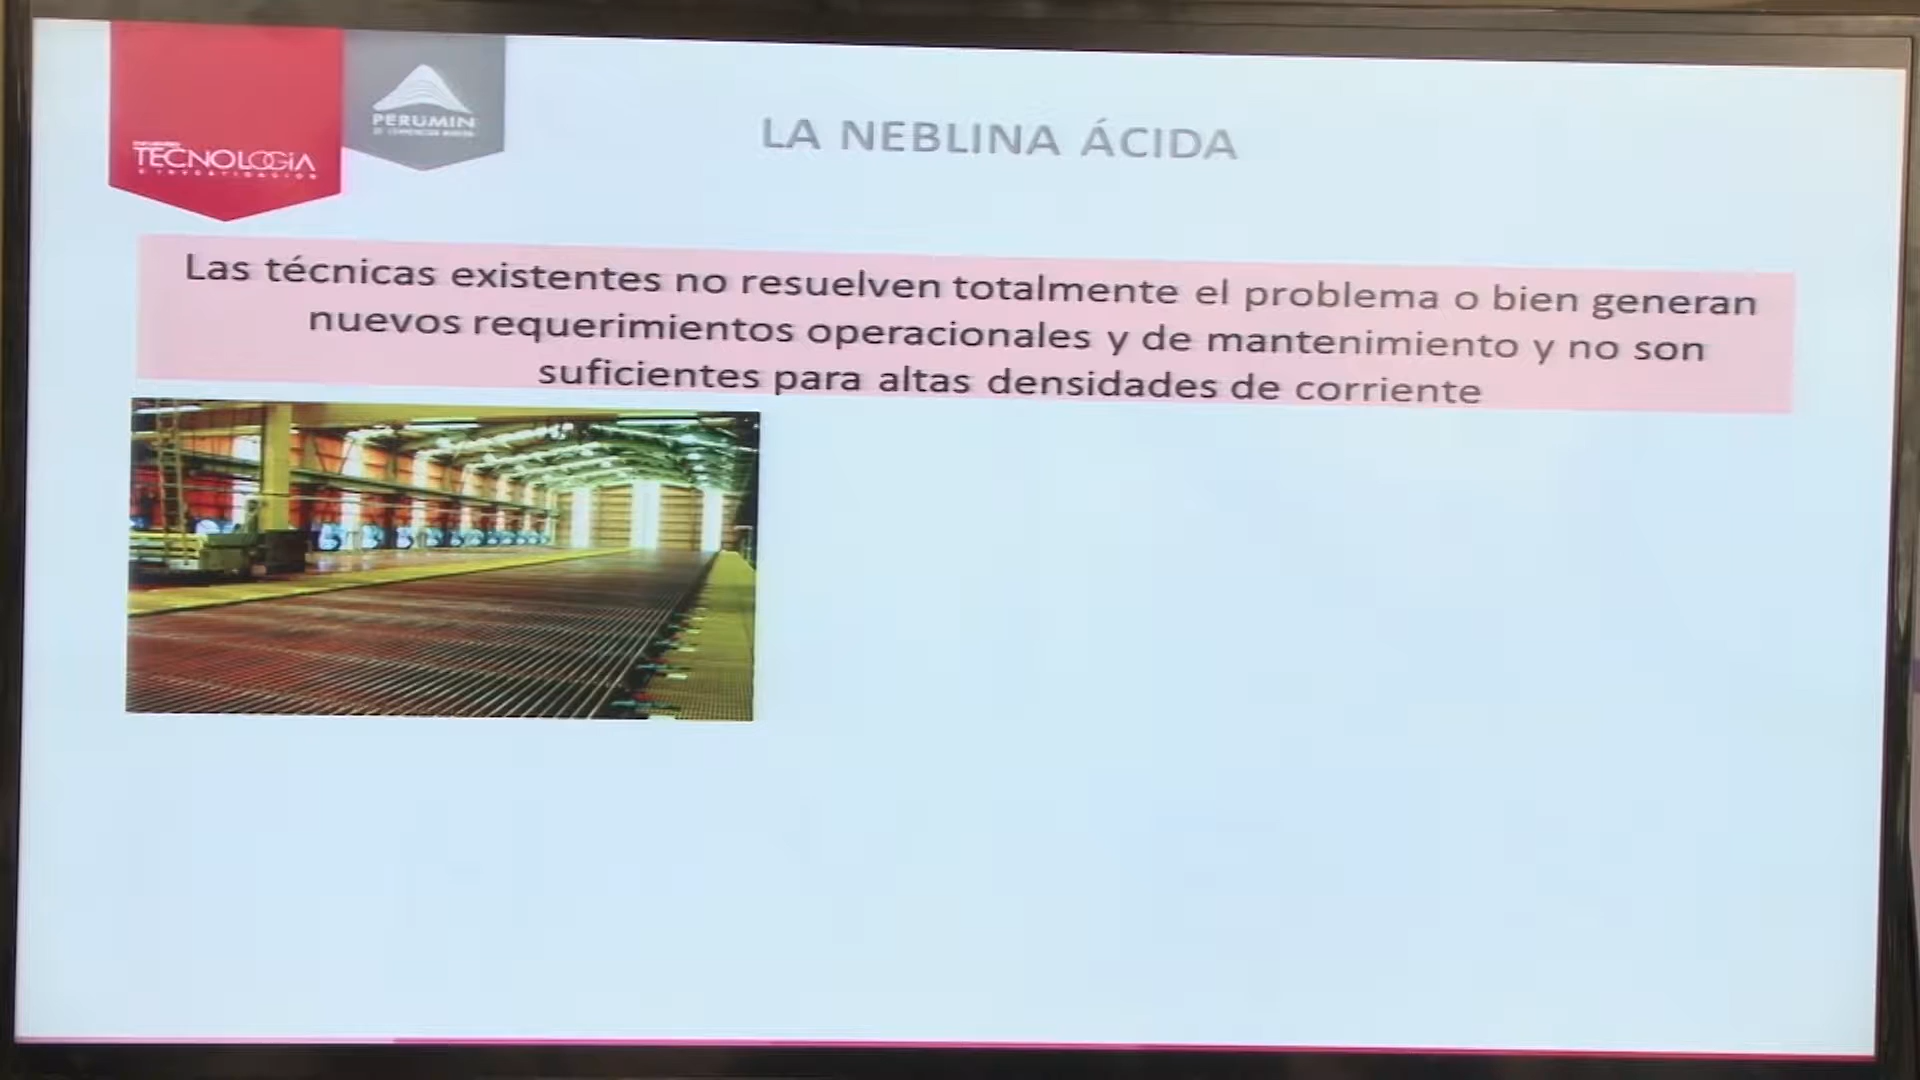 TECNOLOGÍA
PERUMIN
LA NEBLINA ÁCIDA
Las técnicas existentes no resuelven totalmente el problema o bien generan
nuevos requerimientos operacionales y de mantenimiento y no son
suficientes para altas densidades de corriente